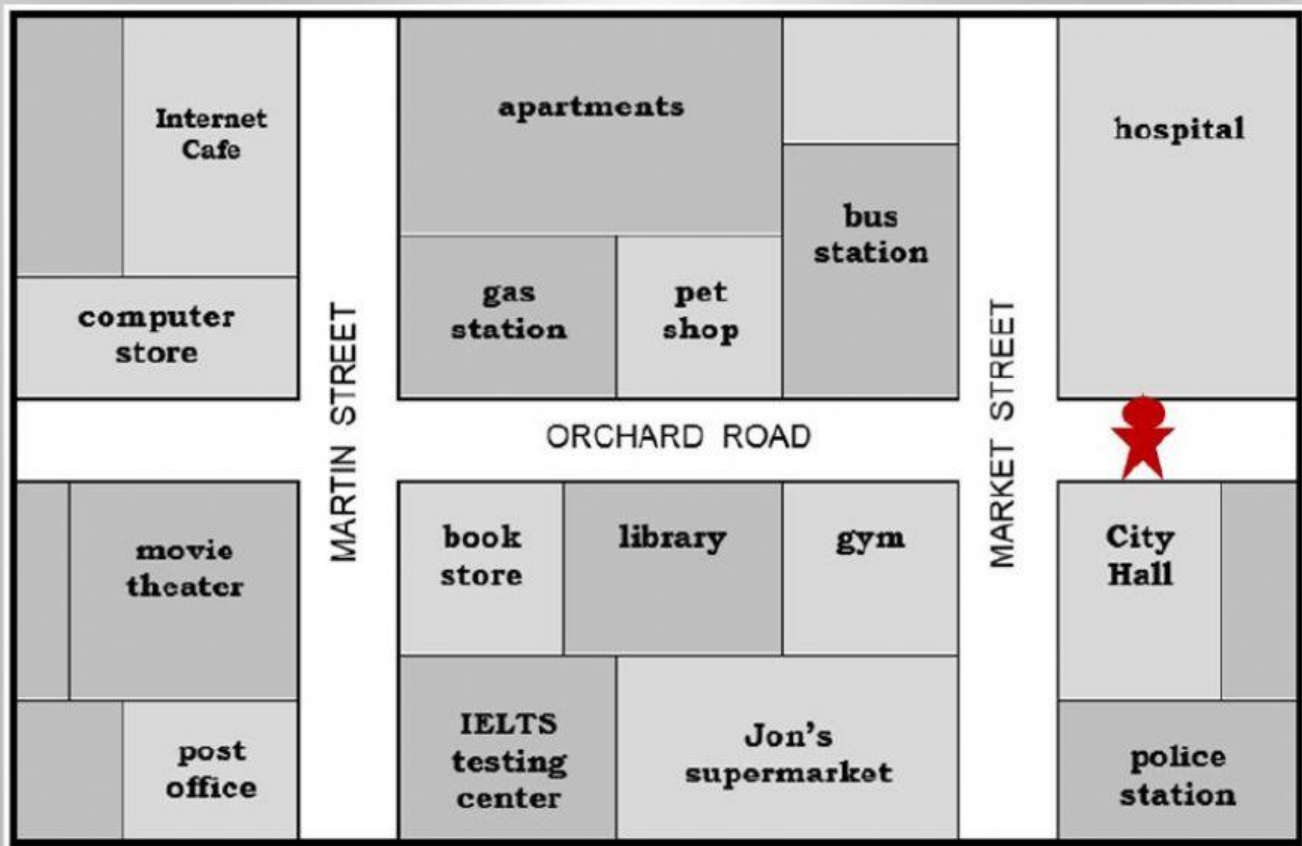 Internet
Cafe
apartments
hospital
bus
station
computer
store
gas
station
pet
shop
MARTIN STREET
ORCHARD ROAD
MARKET STREET
movie
theater
book
store
library
gym
City
Hall
post
office
IELTS
testing
center
Jon's
supermarket
police
station